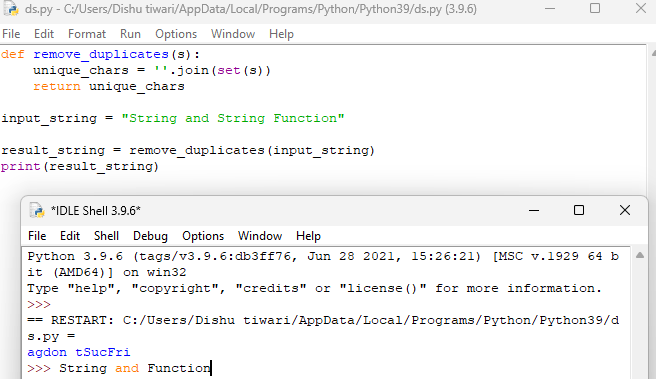 ds.py - C:/Users/Dishu tiwari/AppData/Local/Programs/Python/Python39/ds.py (3.9.6)
File Edit Format Run Options Window Help
def remove_duplicates(s):
    unique_chars = ''.join(set(s))
    return unique_chars
input_string = "String and String Function"
result_string = remove_duplicates(input_string)
print(result_string)
*IDLE Shell 3.9.6*
File Edit Shell Debug Options Window Help
Python 3.9.6 (tags/v3.9.6:db3ff76, Jun 28 2021, 15:26:21) [MSC v.1929 64 b
it (AMD64)] on win32
Type "help", "copyright", "credits" or "license()" for more information.
>>>
== RESTART: C:/Users/Dishu tiwari/AppData/Local/Programs/Python/Python39/d
s.py =
agdon tSucFri
>>> String and Function